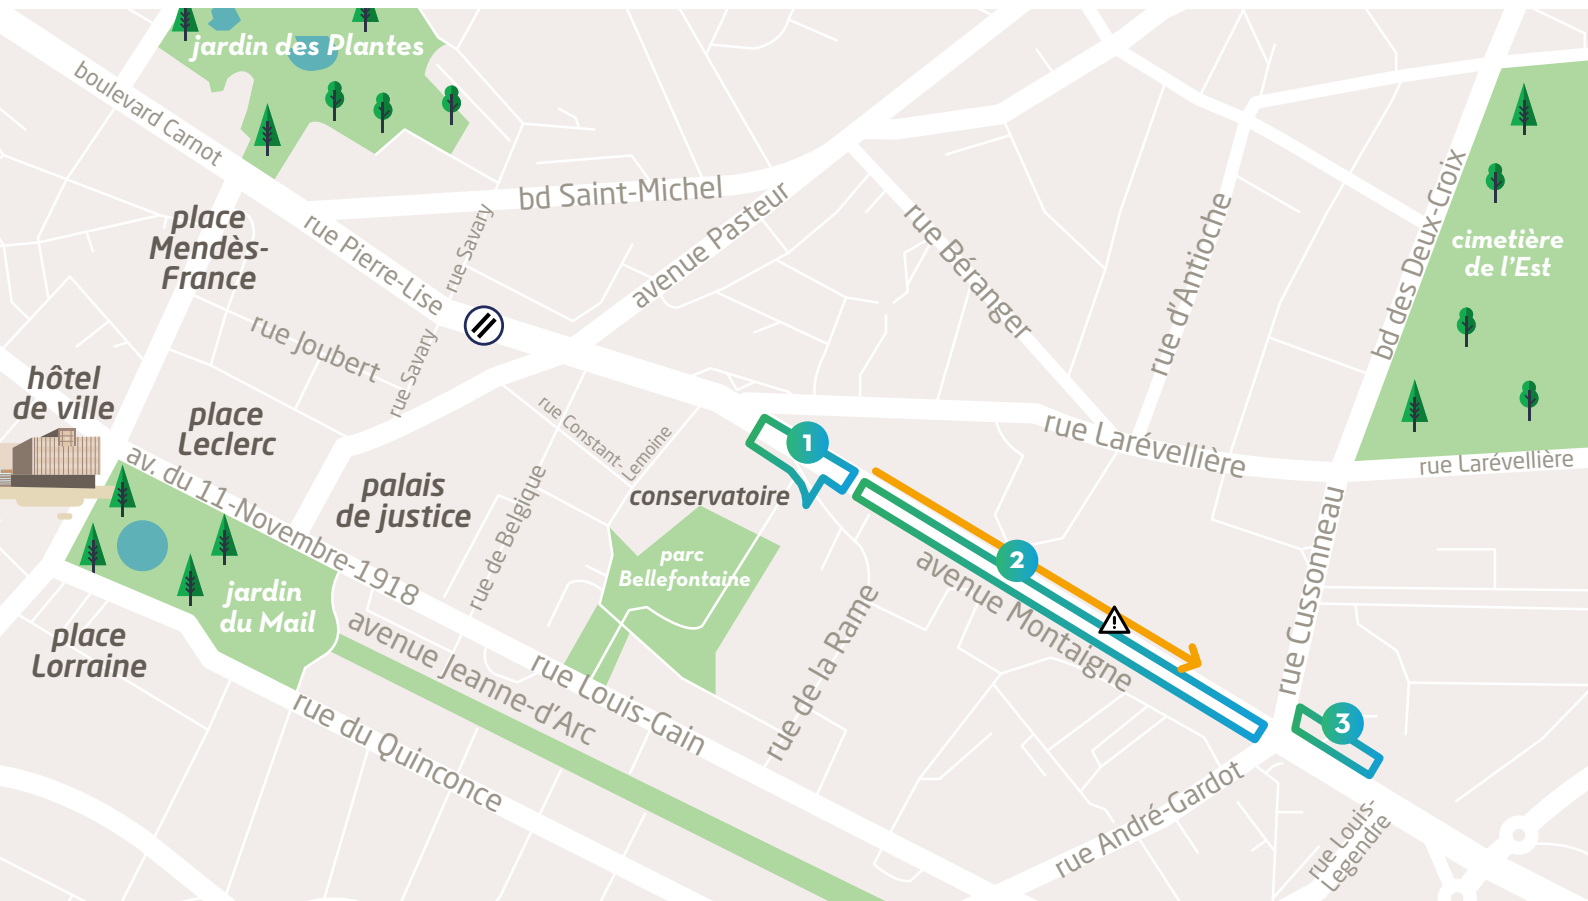 jardin des Plantes
boulevard Carnot
bd Saint-Michel
place
Mendès-
France
rue Pierre-Lise
rue Savary
avenue Pasteur
rue Béranger
rue d'Antioche
bd des Deux-Croix
cimetière
de l'Est
rue Joubert
rue Savary
hôtel
de ville
place
Leclerc
rue Constant-
Lemoine
rue Larévellière
rue Larévellière
av. du 11-Novembre-1918
palais
de justice
rue de Belgique
conservatoire
1
parc
Bellefontaine
2
avenue Montaigne
rue Cussonneau
jardin
du Mail
place
Lorraine
avenue Jeanne-d'Arc
rue Louis-Gain
rue de la Rame
3
rue du Quinconce
rue André-Gardot
rue Louis-
Legendre